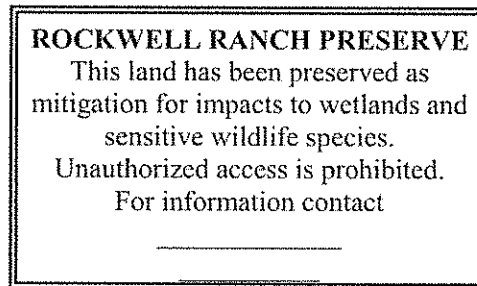 ROCKWELL RANCH PRESERVE
This land has been preserved as
mitigation for impacts to wetlands and
sensitive wildlife species.
Unauthorized access is prohibited.
For information contact